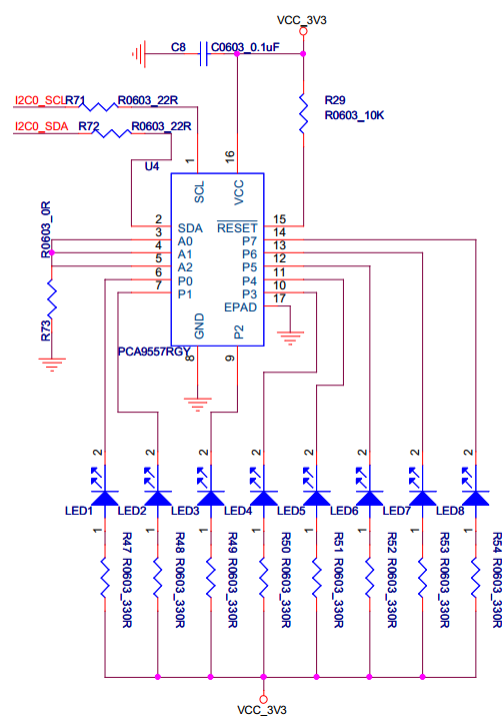 VCC_3V3
C8 C0603_0.1uF
I2C0_SCL R71 R0603_22R
R29
R0603_10K
I2C0_SDA R72 R0603_22R
U4
1
16
SCL
VCC
R0603_0R
R73
2 SDA RESET 15
3 A0 P7 14
4 A1 P6 13
5 A2 P5 12
6 P0 P4 11
7 P1 P3 10
EPAD 17
GND
P2
PCA9557RGY
8
9
2 2 2 2 2 2 2 2
LED1 LED2 LED3 LED4 LED5 LED6 LED7 LED8
1 1 1 1 1 1 1 1
R47 R0603_330R
R48 R0603_330R
R49 R0603_330R
R50 R0603_330R
R51 R0603_330R
R52 R0603_330R
R53 R0603_330R
R54 R0603_330R
VCC_3V3